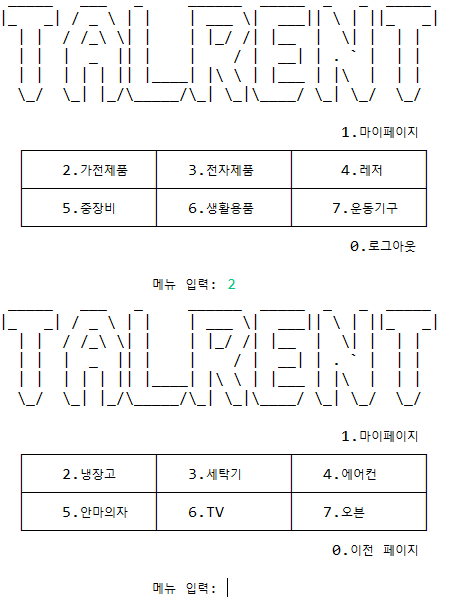 TALRENT
1.마이페이지
2.가전제품 3.전자제품 4.레저
5.중장비 6.생활용품 7.운동기구
0.로그아웃
메뉴 입력: 2
TALRENT
1.마이페이지
2.냉장고 3.세탁기 4.에어컨
5.안마의자 6.TV 7.오븐
0.이전 페이지
메뉴 입력: